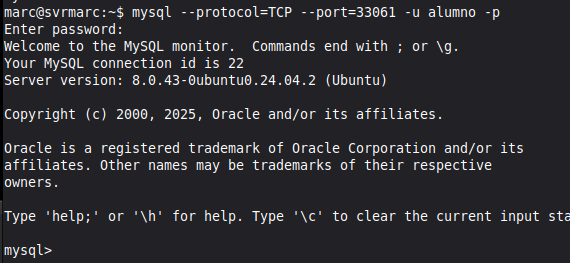 marc@svrmarc:~$ mysql --protocol=TCP --port=33061 -u alumno -p
Enter password:
Welcome to the MySQL monitor.  Commands end with ; or \g.
Your MySQL connection id is 22
Server version: 8.0.43-0ubuntu0.24.04.2 (Ubuntu)
Copyright (c) 2000, 2025, Oracle and/or its affiliates.
Oracle is a registered trademark of Oracle Corporation and/or its
affiliates. Other names may be trademarks of their respective
owners.
Type 'help;' or '\h' for help. Type '\c' to clear the current input sta
mysql>